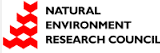 NATURAL
ENVIRONMENT
RESEARCH COUNCIL